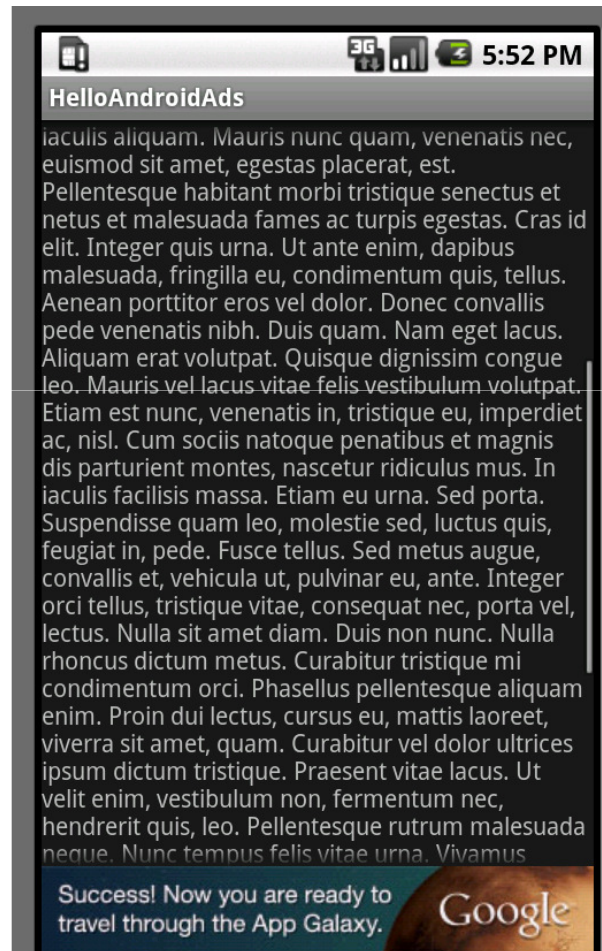 3G
5:52 PM
HelloAndroidAds
iaculis aliquam. Mauris nunc quam, venenatis nec,
euismod sit amet, egestas placerat, est.
Pellentesque habitant morbi tristique senectus et
netus et malesuada fames ac turpis egestas. Cras id
elit. Integer quis urna. Ut ante enim, dapibus
malesuada, fringilla eu, condimentum quis, tellus.
Aenean porttitor eros vel dolor. Donec convallis
pede venenatis nibh. Duis quam. Nam eget lacus.
Aliquam erat volutpat. Quisque dignissim congue
leo. Mauris vel lacus vitae felis vestibulum volutpat.
Etiam est nunc, venenatis in, tristique eu, imperdiet
ac, nisl. Cum sociis natoque penatibus et magnis
dis parturient montes, nascetur ridiculus mus. In
iaculis facilisis massa. Etiam eu urna. Sed porta.
Suspendisse quam leo, molestie sed, luctus quis,
feugiat in, pede. Fusce tellus. Sed metus augue,
convallis et, vehicula ut, pulvinar eu, ante. Integer
orci tellus, tristique vitae, consequat nec, porta vel,
lectus. Nulla sit amet diam. Duis non nunc. Nulla
rhoncus dictum metus. Curabitur tristique mi
condimentum orci. Phasellus pellentesque aliquam
enim. Proin dui lectus, cursus eu, mattis laoreet,
viverra sit amet, quam. Curabitur vel dolor ultrices
ipsum dictum tristique. Praesent vitae lacus. Ut
velit enim, vestibulum non, fermentum nec,
hendrerit quis, leo. Pellentesque rutrum malesuada
neque. Nunc tempus felis vitae urna. Vivamus
Success! Now you are ready to
travel through the App Galaxy.
Google